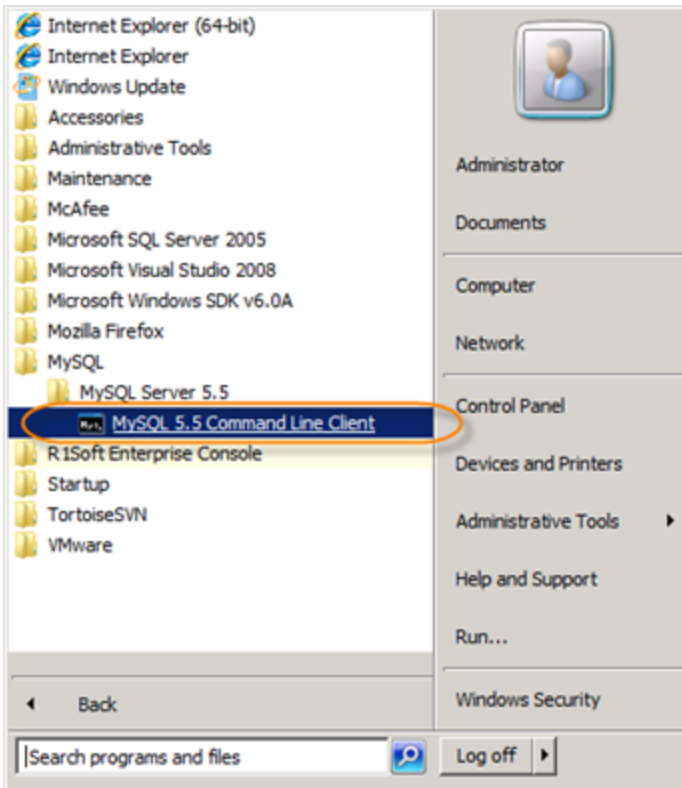 Internet Explorer (64-bit)
Internet Explorer
Windows Update
Accessories
Administrative Tools
Maintenance
McAfee
Microsoft SQL Server 2005
Microsoft Visual Studio 2008
Microsoft Windows SDK v6.0A
Mozilla Firefox
MySQL
MySQL Server 5.5
MySQL 5.5 Command Line Client
R1Soft Enterprise Console
Startup
TortoiseSVN
VMware
Back
Search programs and files
Administrator
Documents
Computer
Network
Control Panel
Devices and Printers
Administrative Tools
Help and Support
Run...
Windows Security
Log off